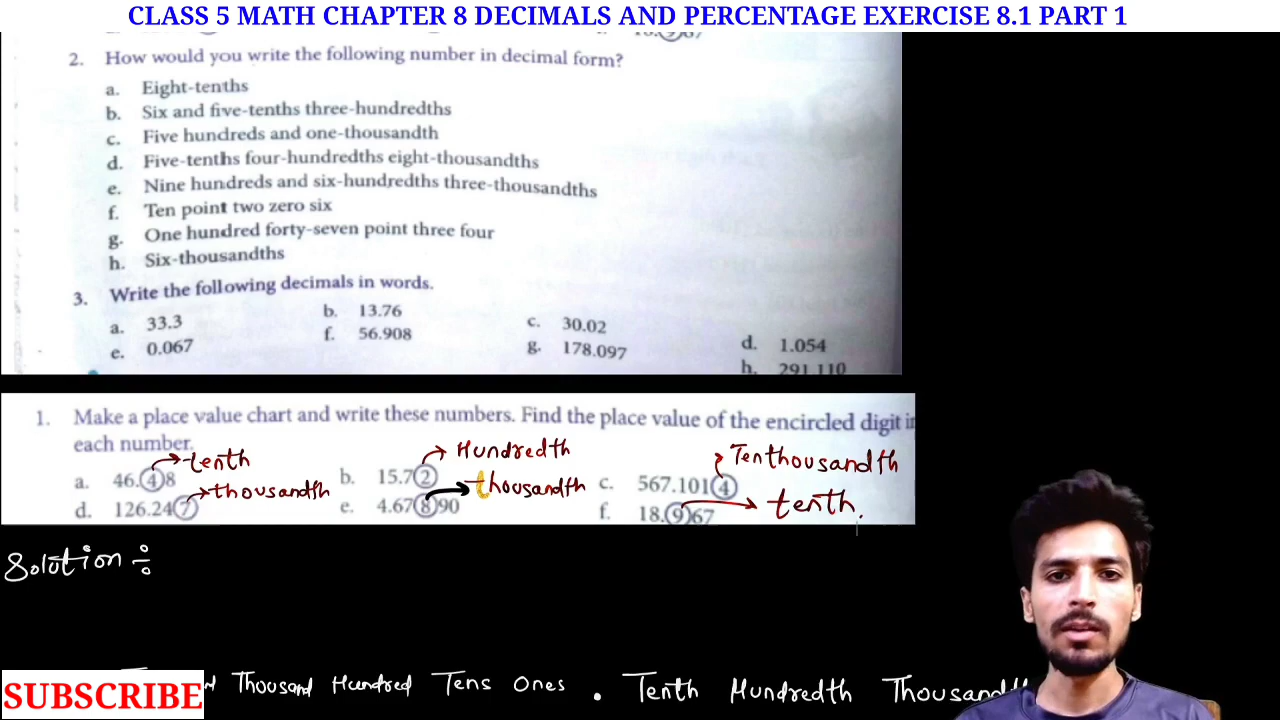 CLASS 5 MATH CHAPTER 8 DECIMALS AND PERCENTAGE EXERCISE 8.1 PART 1
2. How would you write the following number in decimal form?
a. Eight-tenths
b. Six and five-tenths three-hundredths
c. Five hundreds and one-thousandth
d. Five-tenths four-hundredths eight-thousandths
e. Nine hundreds and six-hundredths three-thousandths
f. Ten point two zero six
g. One hundred forty-seven point three four
h. Six-thousandths
3. Write the following decimals in words.
a. 33.3 b. 13.76 c. 30.02 d. 1.054
e. 0.067 f. 56.908 g. 178.097 h. 291.110
1. Make a place value chart and write these numbers. Find the place value of the encircled digit in
each number.
tenth Hundredth Tenthousandth
a. 46.48 b. 15.72 c. 567.1014
thousandth thousandth tenth.
d. 126.247 e. 4.67890 f. 18.967
Solution ÷
Thousand Hundred Tens Ones . Tenth Hundredth Thousandth
SUBSCRIBE